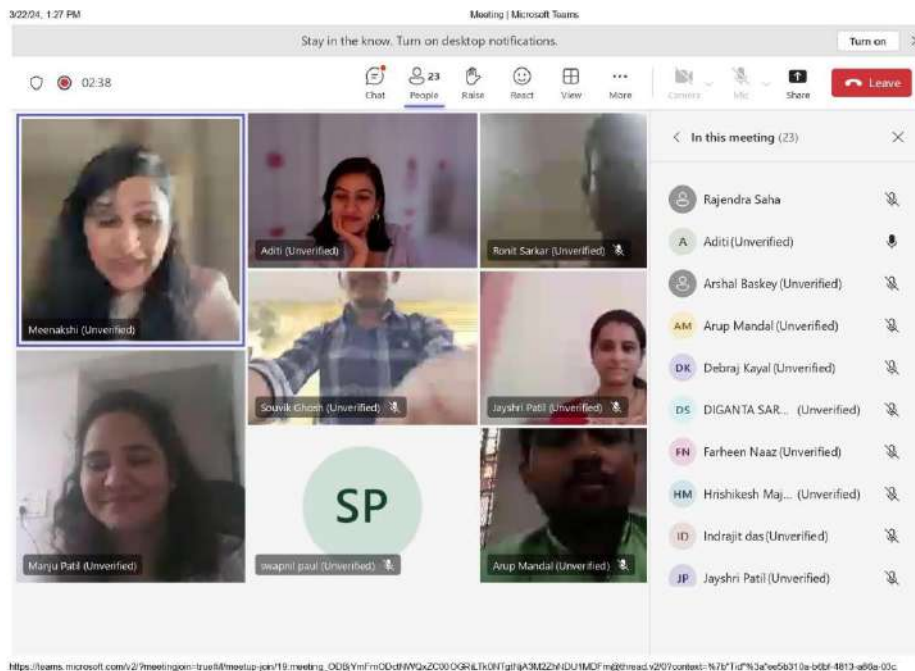 3/22/24, 1:27 PM Meeting | Microsoft Teams
Stay in the know. Turn on desktop notifications. Turn on
02:38 Chat People 23 Raise React View More Camera Mic Share Leave
In this meeting (23)
Rajendra Saha
A Aditi (Unverified)
Arshal Baskey (Unverified)
AM Arup Mandal (Unverified)
DK Debraj Kayal (Unverified)
DS DIGANTA SAR... (Unverified)
FN Farheen Naaz (Unverified)
HM Hrishikesh Maj... (Unverified)
ID Indrajit das (Unverified)
JP Jayshri Patil (Unverified)
Meenakshi (Unverified)
Aditi (Unverified)
Ronit Sarkar (Unverified)
Souvik Ghosh (Unverified)
Jayshri Patil (Unverified)
Manju Patil (Unverified)
SP
swapnil paul (Unverified)
Arup Mandal (Unverified)